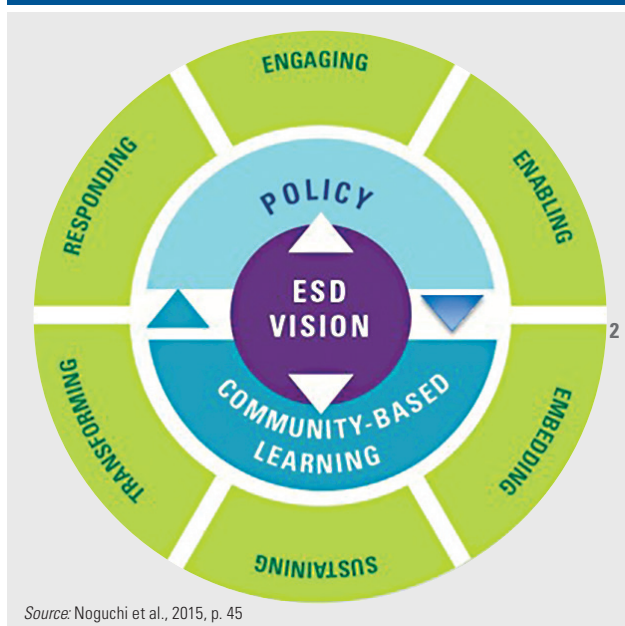 ENGAGING
ENABLING
EMBEDDING
SUSTAINING
TRANSFORMING
RESPONDING
POLICY
ESD
VISION
COMMUNITY-BASED
LEARNING
2
Source: Noguchi et al., 2015, p. 45